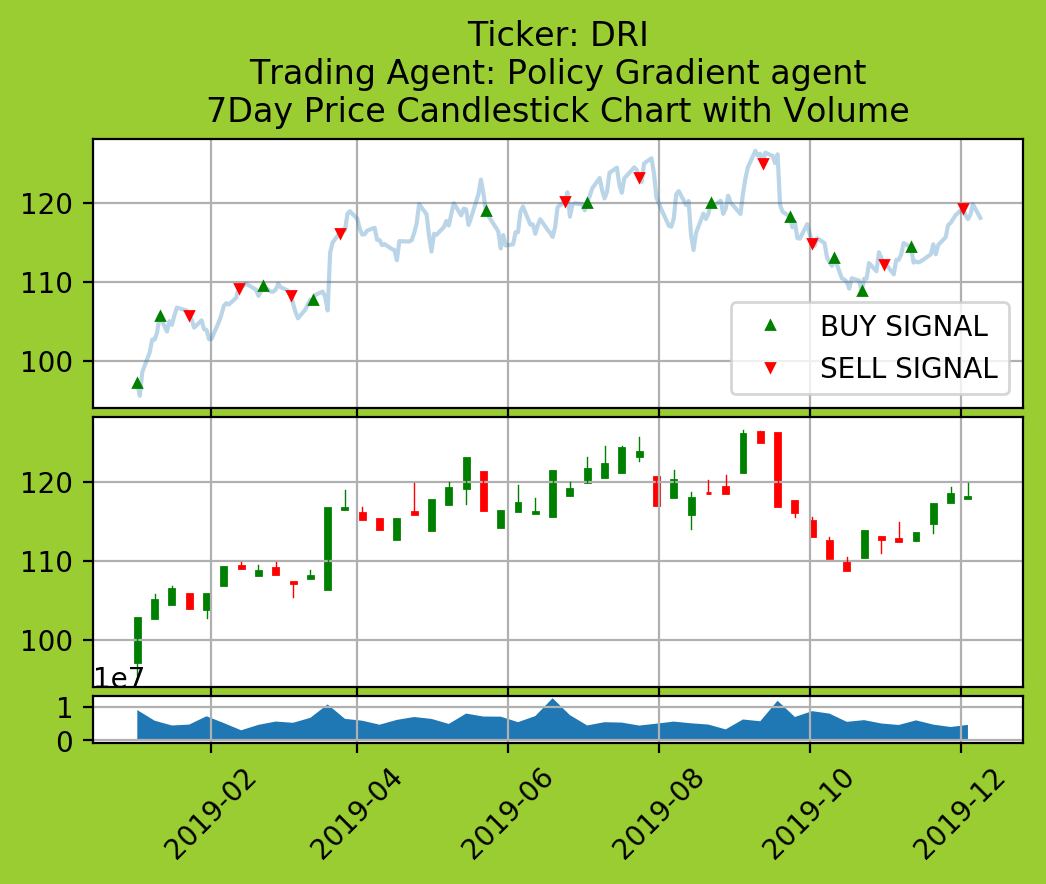 Ticker: DRI
Trading Agent: Policy Gradient agent
7Day Price Candlestick Chart with Volume
120
110
100
BUY SIGNAL
SELL SIGNAL
120
110
100
1e7
1
0
2019-02
2019-04
2019-06
2019-08
2019-10
2019-12